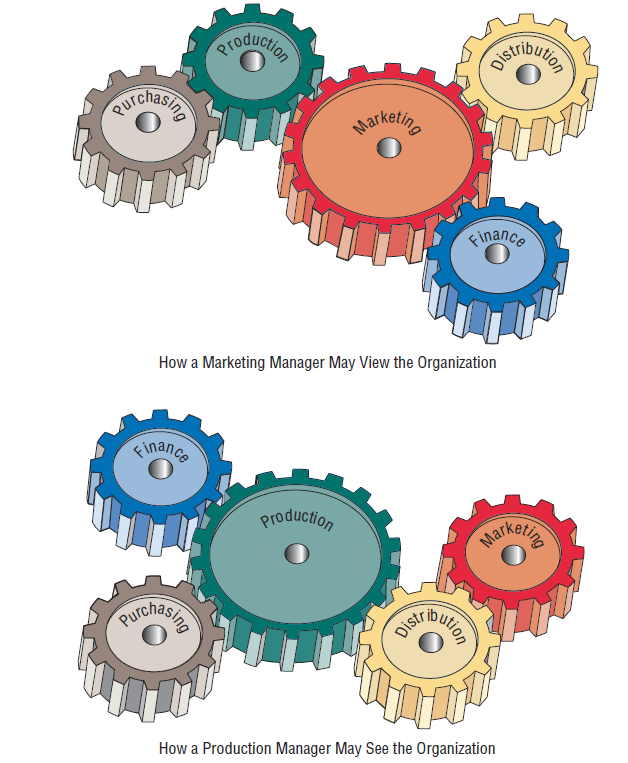 Production
Distribution
Purchasing
Marketing
Finance
How a Marketing Manager May View the Organization
Finance
Production
Marketing
Purchasing
Distribution
How a Production Manager May See the Organization